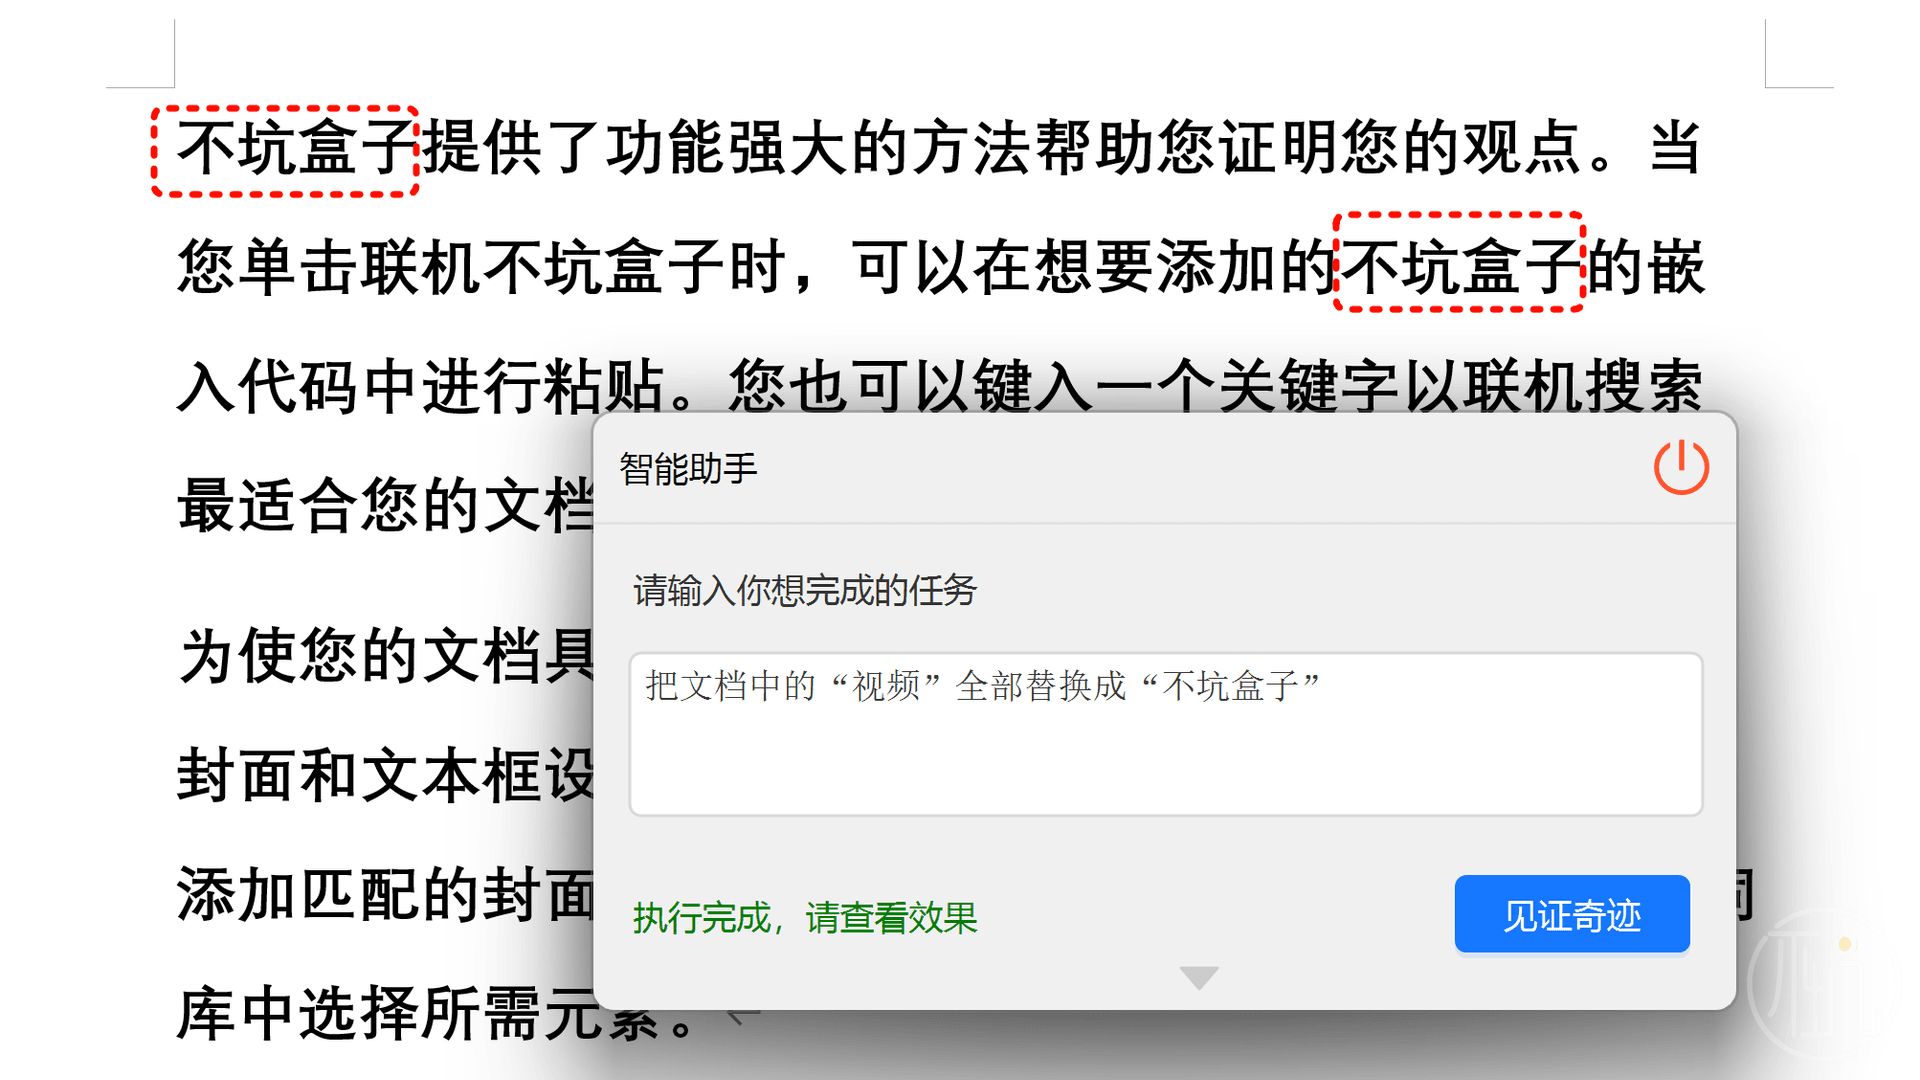 不坑盒子提供了功能强大的方法帮助您证明您的观点。当
您单击联机不坑盒子时，可以在想要添加的不坑盒子的嵌
入代码中进行粘贴。您也可以键入一个关键字以联机搜索
最适合您的文档
为使您的文档具
封面和文本框设
添加匹配的封面
库中选择所需元素。
智能助手
请输入你想完成的任务
把文档中的“视频”全部替换成“不坑盒子”
执行完成，请查看效果
见证奇迹